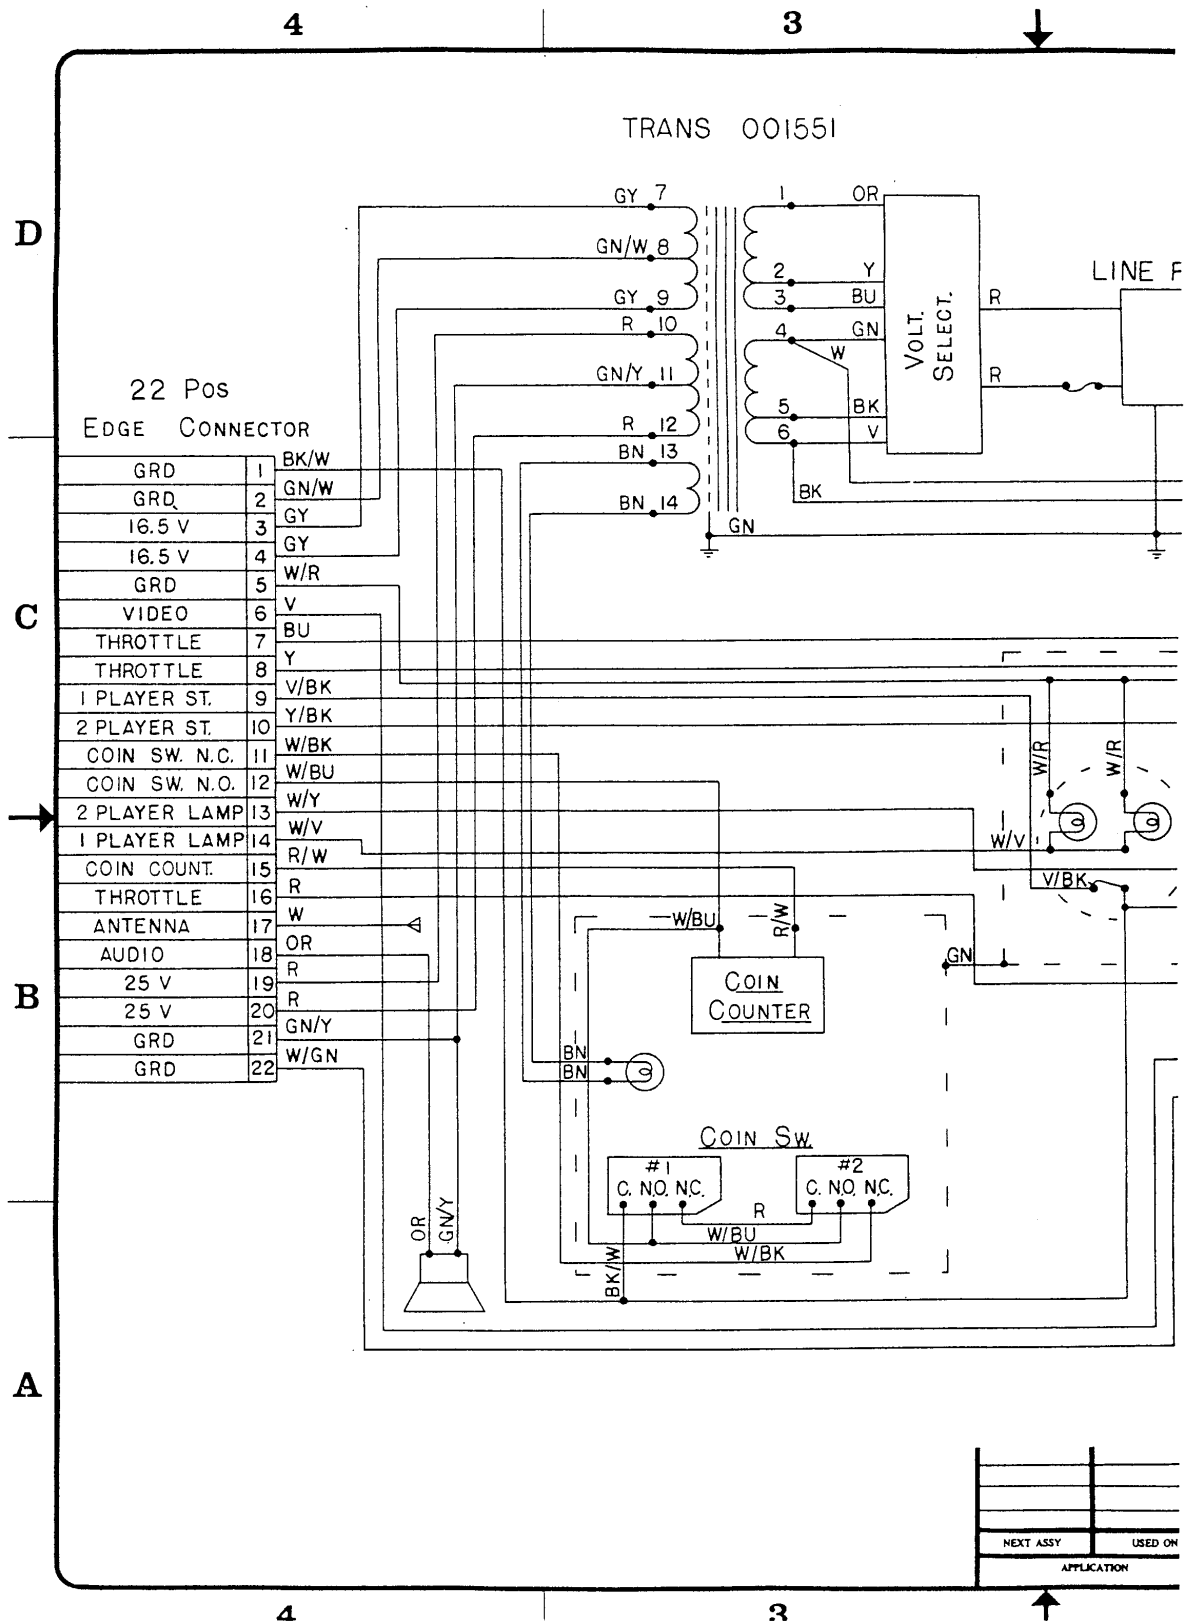 4 3
TRANS 001551
D
GY 7 1 OR
GN/W 8
2 Y
GY 9 3 BU R
LINE F
R 10 4 GN
W
VOLT.
SELECT.
GN/Y 11 R
5 BK
R 12 6 V
BN 13
BK
BN 14
GN
22 POS
EDGE CONNECTOR
GRD 1 BK/W
GRD. 2 GN/W
16.5 V 3 GY
16.5 V 4 GY
GRD 5 W/R
C
VIDEO 6 V
THROTTLE 7 BU
THROTTLE 8 Y
1 PLAYER ST. 9 V/BK
2 PLAYER ST. 10 Y/BK
COIN SW. N.C. 11 W/BK
COIN SW. N.O. 12 W/BU
2 PLAYER LAMP 13 W/Y
1 PLAYER LAMP 14 W/V
COIN COUNT. 15 R/W
THROTTLE 16 R
ANTENNA 17 W
AUDIO 18 OR
25 V 19 R
B
25 V 20 R
GRD 21 GN/Y
GRD 22 W/GN
W/R W/R
W/V
V/BK
W/BU R/W
GN
COIN
COUNTER
BN
BN
COIN SW.
#1 #2
C. N.O. N.C. C. N.O. N.C.
R
W/BU
W/BK
BK/W
OR GN/Y
A
NEXT ASSY USED ON
APPLICATION
4 3